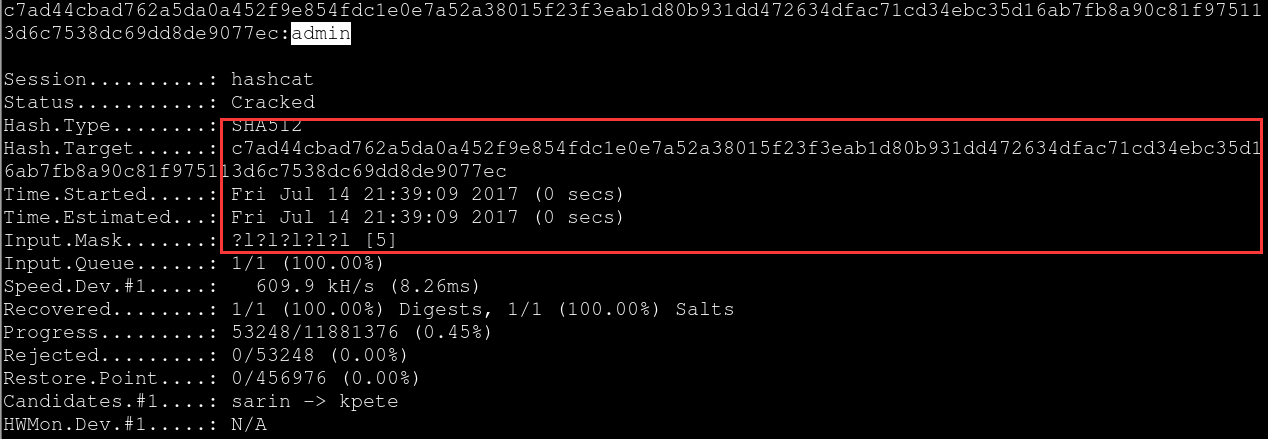 c7ad44cbad762a5da0a452f9e854fdc1e0e7a52a38015f23f3eab1d80b931dd472634dfac71cd34ebc35d16ab7fb8a90c81f97511
3d6c7538dc69dd8de9077ec:admin
Session..........: hashcat
Status...........: Cracked
Hash.Type........: SHA512
Hash.Target......: c7ad44cbad762a5da0a452f9e854fdc1e0e7a52a38015f23f3eab1d80b931dd472634dfac71cd34ebc35d1
6ab7fb8a90c81f975113d6c7538dc69dd8de9077ec
Time.Started.....: Fri Jul 14 21:39:09 2017 (0 secs)
Time.Estimated...: Fri Jul 14 21:39:09 2017 (0 secs)
Input.Mask.......: ?l?l?l?l?l [5]
Input.Queue......: 1/1 (100.00%)
Speed.Dev.#1.....:   609.9 kH/s (8.26ms)
Recovered........: 1/1 (100.00%) Digests, 1/1 (100.00%) Salts
Progress.........: 53248/11881376 (0.45%)
Rejected.........: 0/53248 (0.00%)
Restore.Point....: 0/456976 (0.00%)
Candidates.#1....: sarin -> kpete
HWMon.Dev.#1.....: N/A